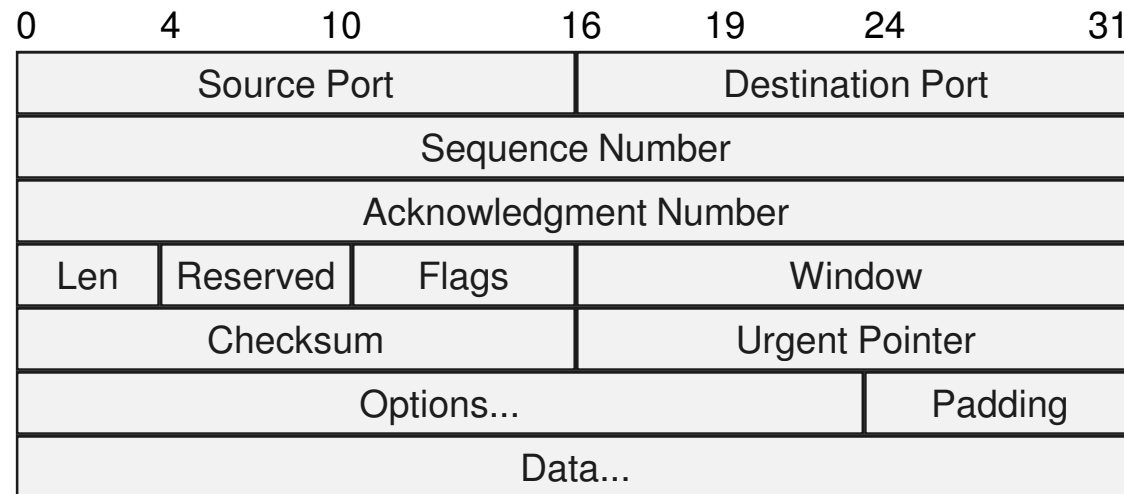 0 4 10 16 19 24 31
Source Port Destination Port
Sequence Number
Acknowledgment Number
Len Reserved Flags Window
Checksum Urgent Pointer
Options... Padding
Data...